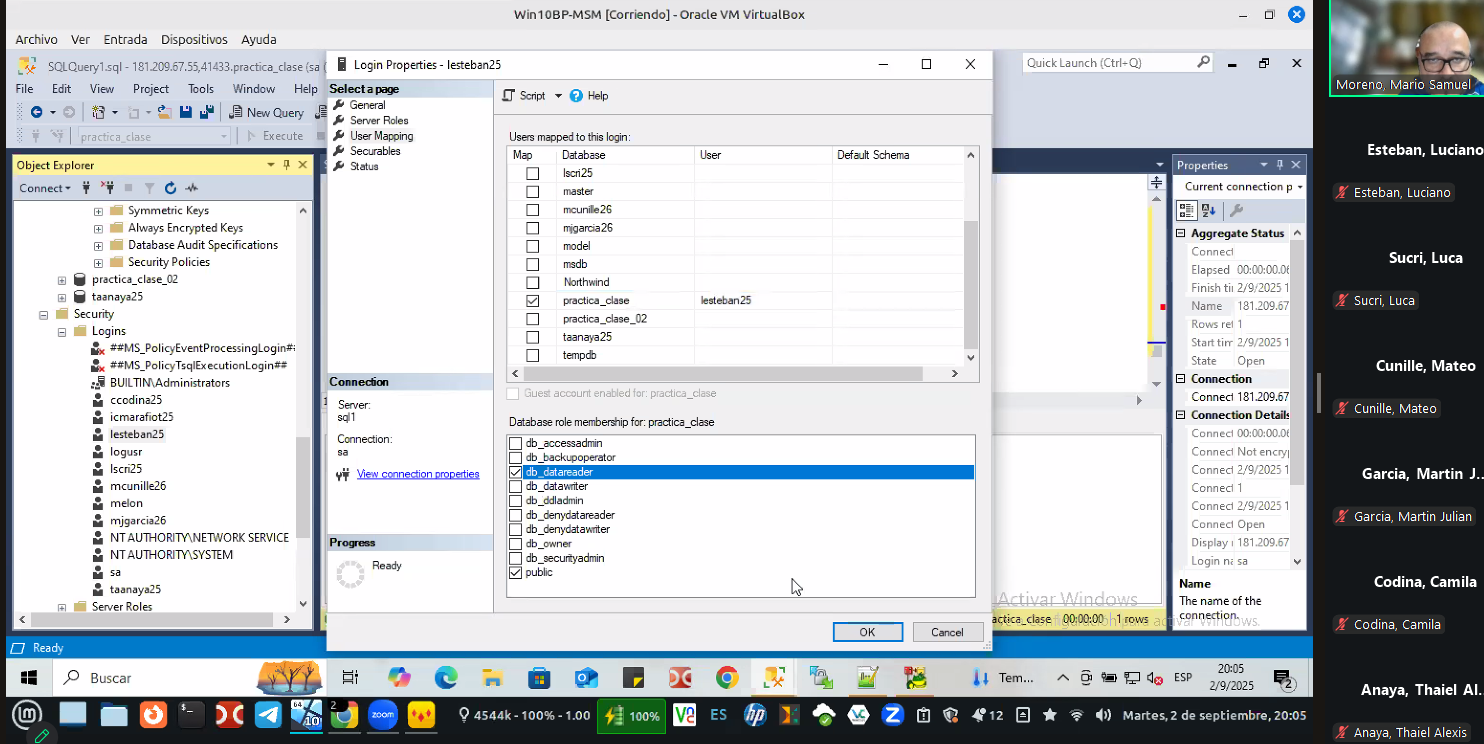 Win10BP-MSM [Corriendo] - Oracle VM VirtualBox
Archivo Ver Entrada Dispositivos Ayuda
SQLQuery1.sql - 181.209.67.55,41433.practica_clase (sa (
Quick Launch (Ctrl+Q)
File Edit View Project Tools Window Help
New Query
practica_clase
Execute
Object Explorer
Connect
Symmetric Keys
Always Encrypted Keys
Database Audit Specifications
Security Policies
practica_clase_02
taanaya25
Security
Logins
##MS_PolicyEventProcessingLogin#
##MS_PolicyTsqlExecutionLogin##
BUILTIN\Administrators
ccodina25
icmarafiot25
lesteban25
logusr
lscri25
mcunille26
melon
mjgarcia26
NT AUTHORITY\NETWORK SERVICE
NT AUTHORITY\SYSTEM
sa
taanaya25
Server Roles
Ready
Login Properties - lesteban25
Select a page
General
Server Roles
User Mapping
Securables
Status
Connection
Server:
sql1
Connection:
sa
View connection properties
Progress
Ready
Script Help
Users mapped to this login:
Map Database User Default Schema
lscri25
master
mcunille26
mjgarcia26
model
msdb
Northwind
practica_clase lesteban25
practica_clase_02
taanaya25
tempdb
Guest account enabled for: practica_clase
Database role membership for: practica_clase
db_accessadmin
db_backupoperator
db_datareader
db_datawriter
db_ddladmin
db_denydatareader
db_denydatawriter
db_owner
db_securityadmin
public
OK Cancel
Properties
Current connection p
Aggregate Status
Connect
Elapsed 00:00:00.06
Finish tir 2/9/2025 1
Name 181.209.67
Rows ret 1
Start tim 2/9/2025 1
State Open
Connection
Connect 181.209.67
Connection Details
Connect 00:00:00.06
Connect Not encry
Connect 2/9/2025 1
Connect 1
Connect 2/9/2025 1
Connect Open
Display 181.209.67
Login na sa
Name
The name of the
connection.
Activar Windows
para activar Windows.
actica_clase 00:00:00 1 rows
Buscar
Tem...
ESP
20:05
2/9/2025
2
4544k - 100% - 1.00
100%
ES
12
Martes, 2 de septiembre, 20:05
zoom
Moreno, Mario Samuel
Esteban, Luciano
Esteban, Luciano
Sucri, Luca
Sucri, Luca
Cunille, Mateo
Cunille, Mateo
Garcia, Martin J...
Garcia, Martin Julian
Codina, Camila
Codina, Camila
Anaya, Thaiel Al.
Anaya, Thaiel Alexis